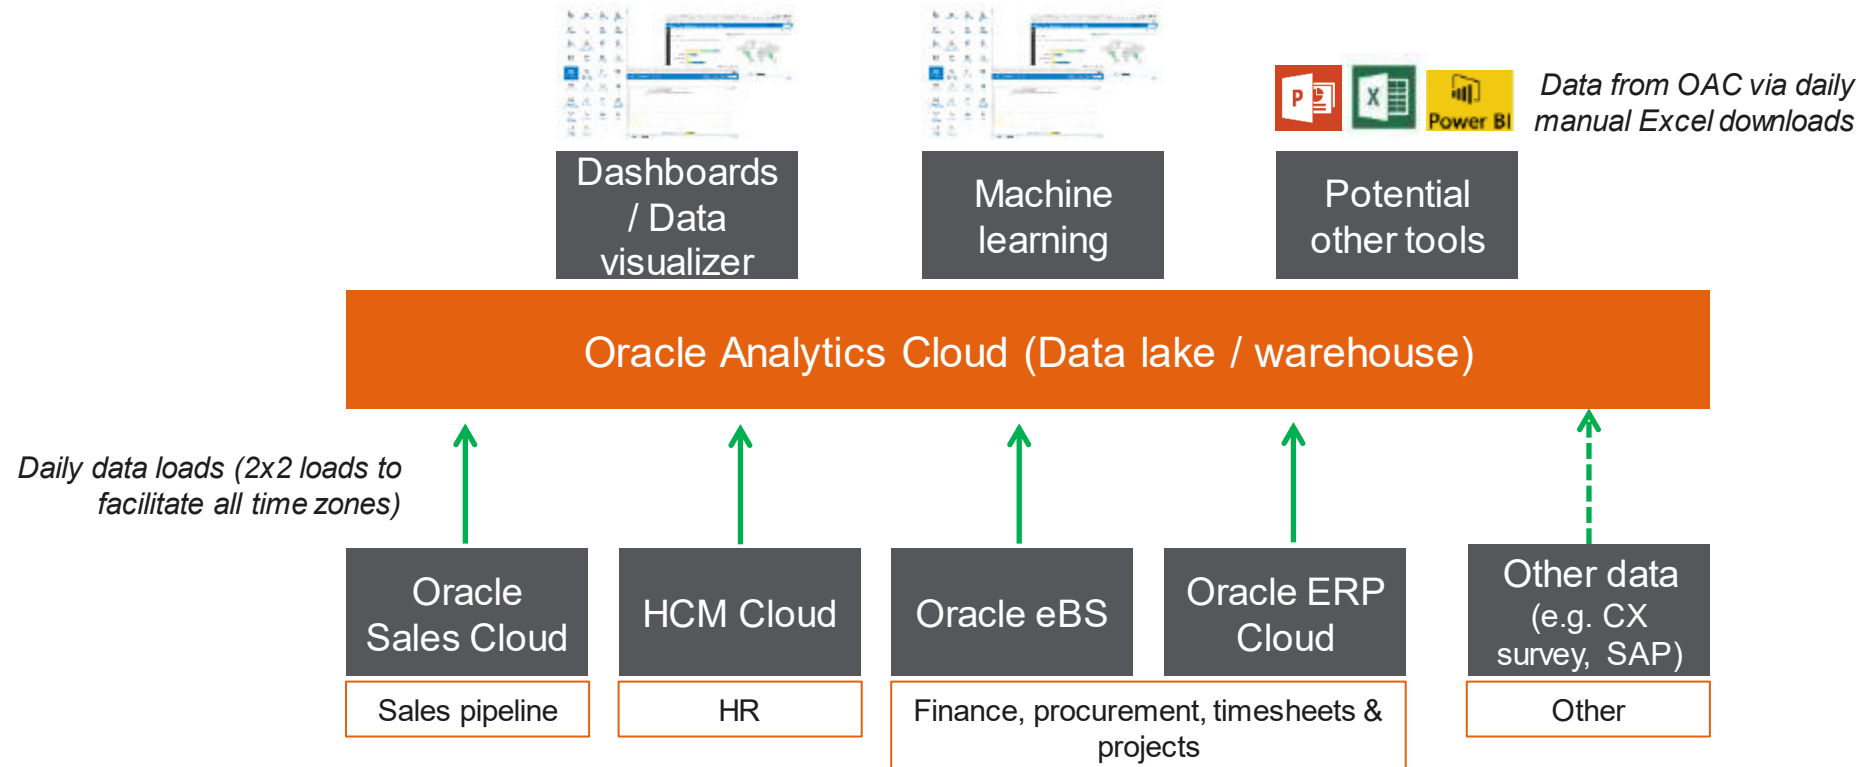 P
X
Power BI
Data from OAC via daily
manual Excel downloads
Dashboards
/ Data
visualizer
Machine
learning
Potential
other tools
Oracle Analytics Cloud (Data lake / warehouse)
Daily data loads (2x2 loads to
facilitate all time zones)
Oracle
Sales Cloud
HCM Cloud
Oracle eBS
Oracle ERP
Cloud
Other data
(e.g. CX
survey, SAP)
Sales pipeline
HR
Finance, procurement, timesheets &
projects
Other